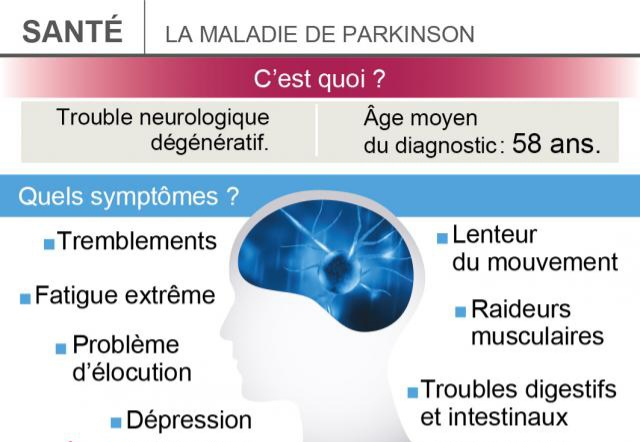 SANTÉ
LA MALADIE DE PARKINSON
C'est quoi ?
Trouble neurologique
dégénératif.
Âge moyen
du diagnostic : 58 ans.
Quels symptômes ?
Tremblements
Fatigue extrême
Problème
d'élocution
Dépression
Lenteur
du mouvement
Raideurs
musculaires
Troubles digestifs
et intestinaux